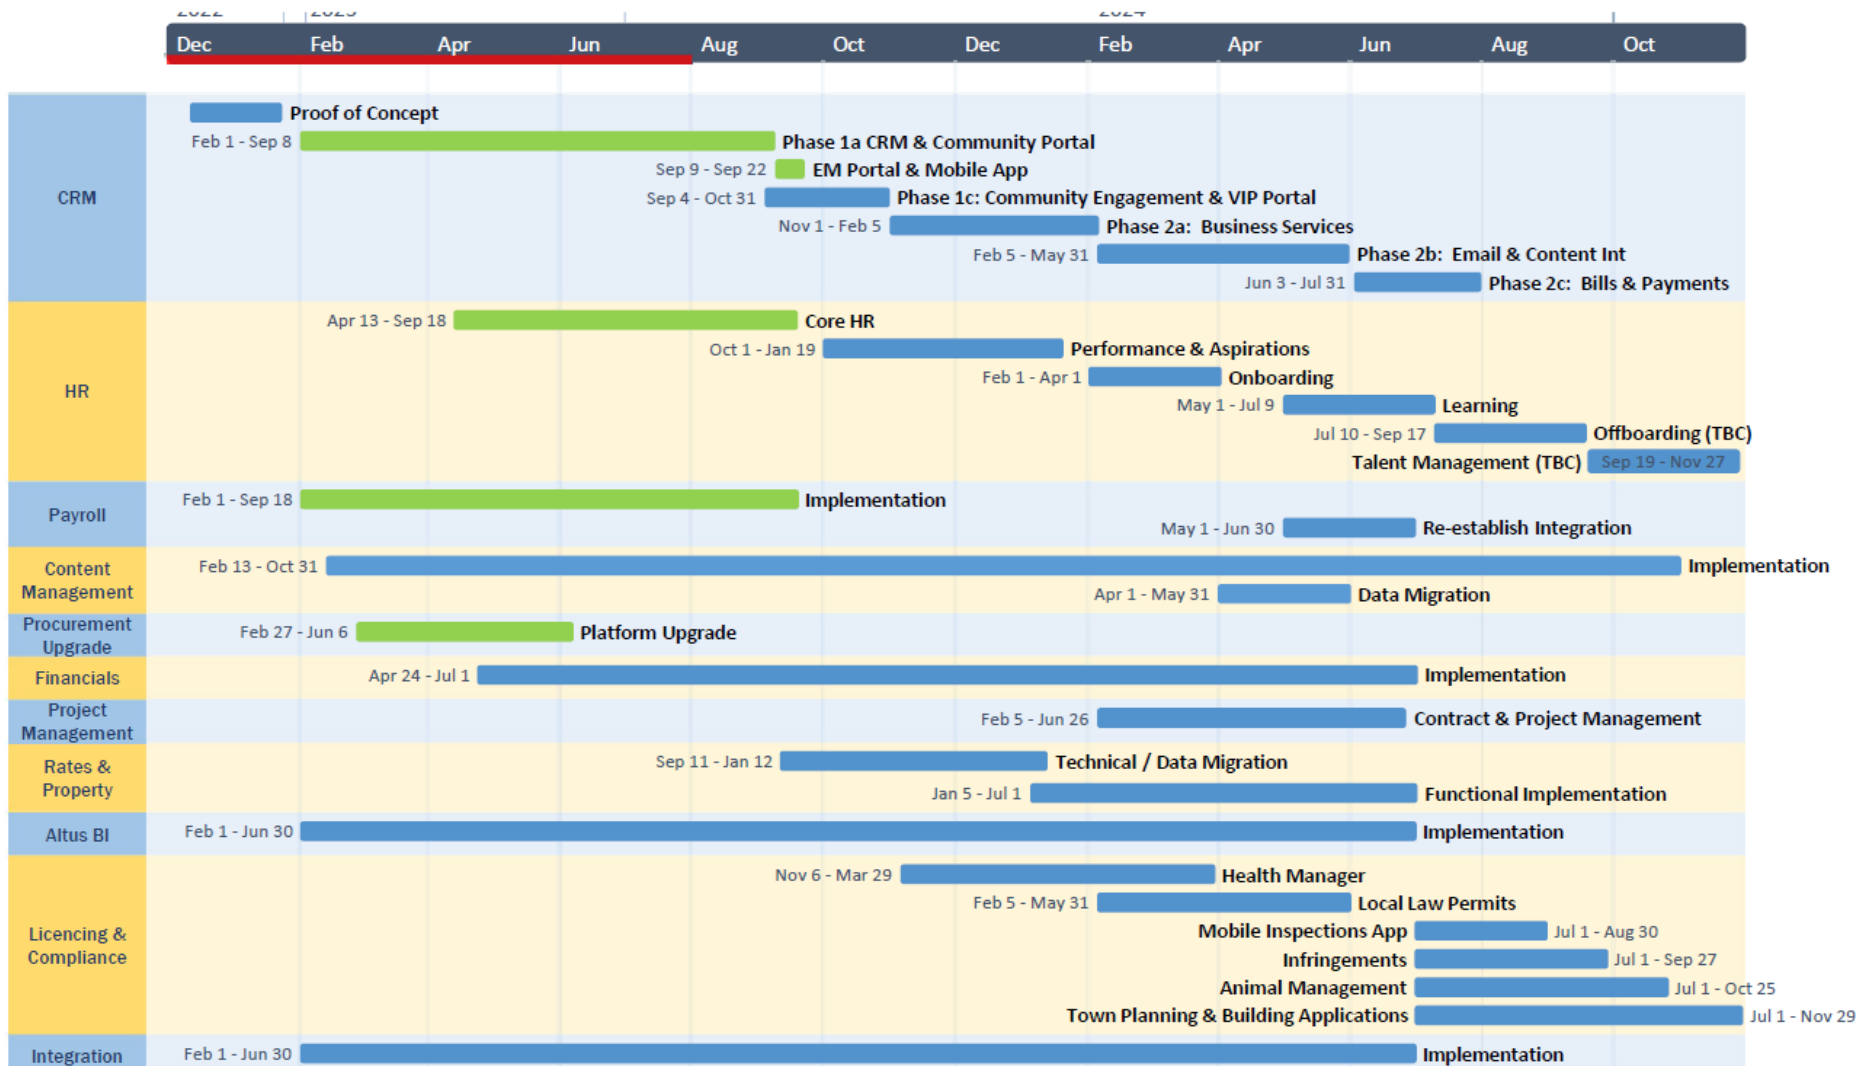 2022 2023 2024
Dec Feb Apr Jun Aug Oct Dec Feb Apr Jun Aug Oct
CRM
Proof of Concept
Feb 1 - Sep 8 Phase 1a CRM & Community Portal
Sep 9 - Sep 22 EM Portal & Mobile App
Sep 4 - Oct 31 Phase 1c: Community Engagement & VIP Portal
Nov 1 - Feb 5 Phase 2a: Business Services
Feb 5 - May 31 Phase 2b: Email & Content Int
Jun 3 - Jul 31 Phase 2c: Bills & Payments
HR
Apr 13 - Sep 18 Core HR
Oct 1 - Jan 19 Performance & Aspirations
Feb 1 - Apr 1 Onboarding
May 1 - Jul 9 Learning
Jul 10 - Sep 17 Offboarding (TBC)
Talent Management (TBC) Sep 19 - Nov 27
Payroll
Feb 1 - Sep 18 Implementation
May 1 - Jun 30 Re-establish Integration
Content
Management
Feb 13 - Oct 31 Implementation
Apr 1 - May 31 Data Migration
Procurement
Upgrade
Feb 27 - Jun 6 Platform Upgrade
Financials
Apr 24 - Jul 1 Implementation
Project
Management
Feb 5 - Jun 26 Contract & Project Management
Rates &
Property
Sep 11 - Jan 12 Technical / Data Migration
Jan 5 - Jul 1 Functional Implementation
Altus BI
Feb 1 - Jun 30 Implementation
Licencing &
Compliance
Nov 6 - Mar 29 Health Manager
Feb 5 - May 31 Local Law Permits
Mobile Inspections App Jul 1 - Aug 30
Infringements Jul 1 - Sep 27
Animal Management Jul 1 - Oct 25
Town Planning & Building Applications Jul 1 - Nov 29
Integration
Feb 1 - Jun 30 Implementation